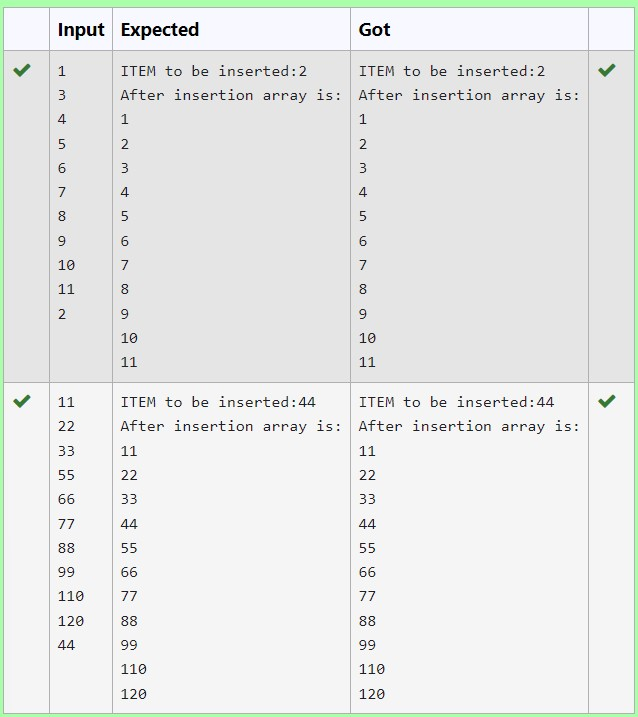 Input Expected Got
1 ITEM to be inserted:2 ITEM to be inserted:2
3 After insertion array is: After insertion array is:
4 1 1
5 2 2
6 3 3
7 4 4
8 5 5
9 6 6
10 7 7
11 8 8
2 9 9
10 10
11 11
11 ITEM to be inserted:44 ITEM to be inserted:44
22 After insertion array is: After insertion array is:
33 11 11
55 22 22
66 33 33
77 44 44
88 55 55
99 66 66
110 77 77
120 88 88
44 99 99
110 110
120 120